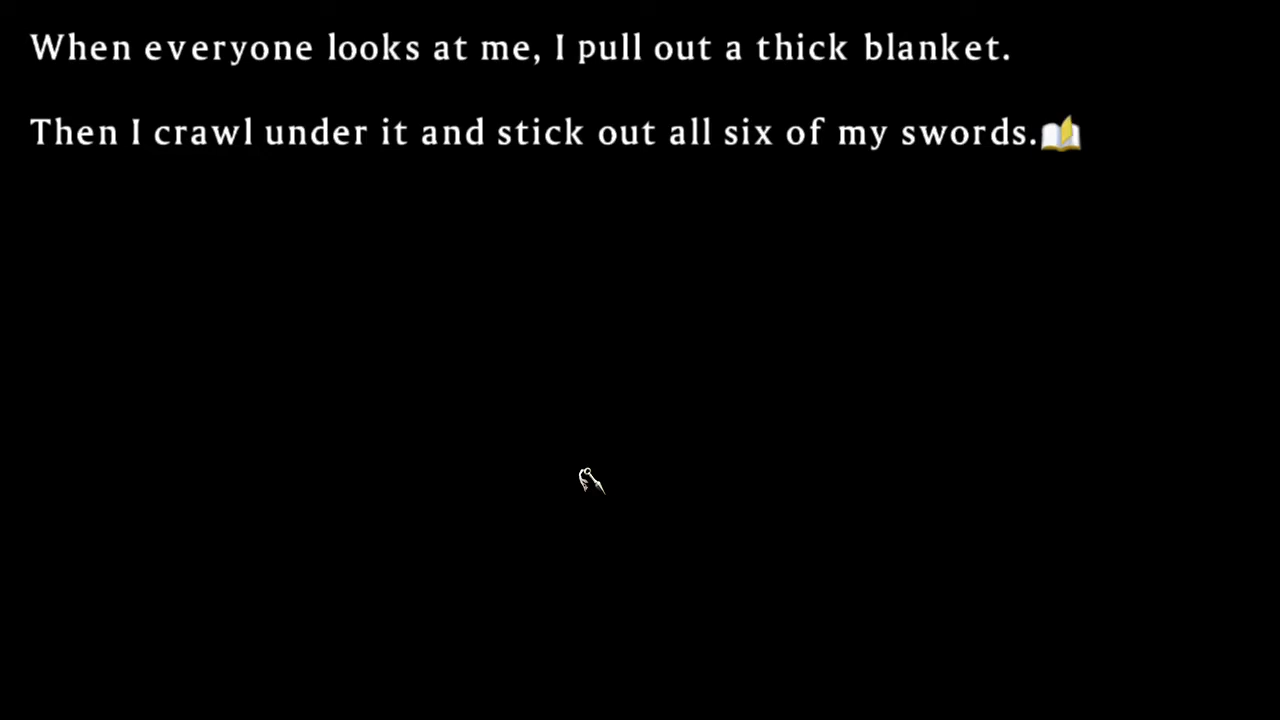 When everyone looks at me, I pull out a thick blanket.
Then I crawl under it and stick out all six of my swords.